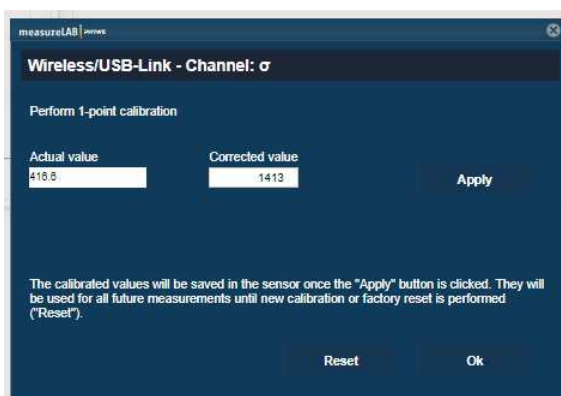 measureLAB PHYWE
Wireless/USB-Link - Channel: σ
Perform 1-point calibration
Actual value Corrected value
416.6 1413 Apply
The calibrated values will be saved in the sensor once the "Apply" button is clicked. They will
be used for all future measurements until new calibration or factory reset is performed
("Reset").
Reset Ok